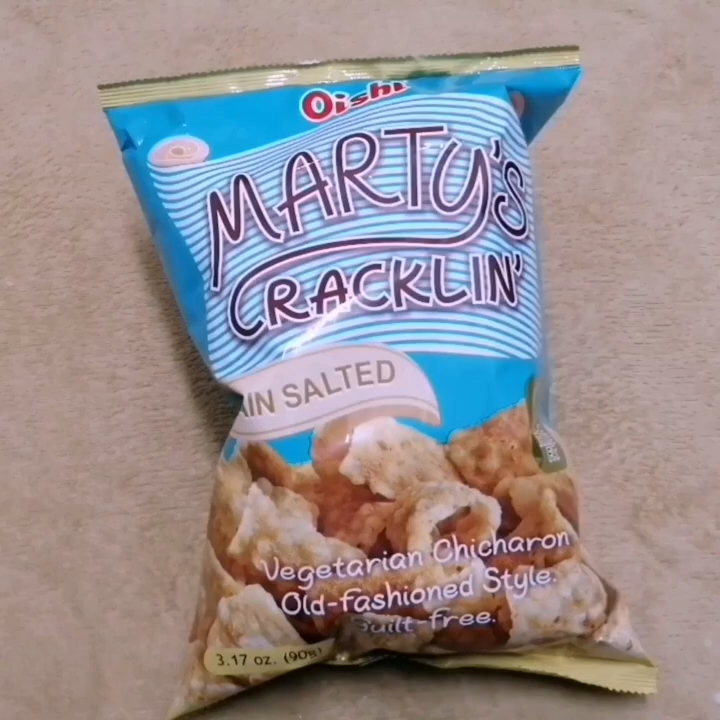 Oishi
MARTY'S
CRACKLIN'
AIN SALTED
Vegetarian Chicharon
Old-fashioned Style.
Guilt-free.
3.17 oz. (90g)